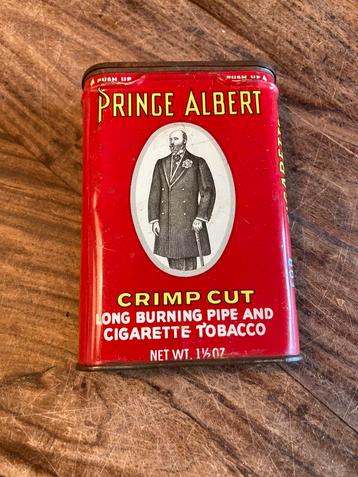 PUSH UP PUSH UP
PRINCE ALBERT
CRIMP CUT
LONG BURNING PIPE AND
CIGARETTE TOBACCO
NET WT. 1½ OZ